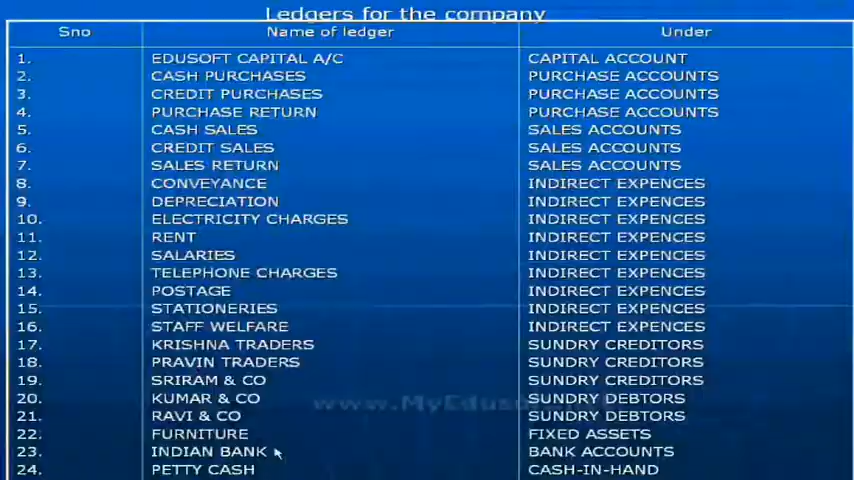 Ledgers for the company
Sno Name of ledger Under
1. EDUSOFT CAPITAL A/C CAPITAL ACCOUNT
2. CASH PURCHASES PURCHASE ACCOUNTS
3. CREDIT PURCHASES PURCHASE ACCOUNTS
4. PURCHASE RETURN PURCHASE ACCOUNTS
5. CASH SALES SALES ACCOUNTS
6. CREDIT SALES SALES ACCOUNTS
7. SALES RETURN SALES ACCOUNTS
8. CONVEYANCE INDIRECT EXPENCES
9. DEPRECIATION INDIRECT EXPENCES
10. ELECTRICITY CHARGES INDIRECT EXPENCES
11. RENT INDIRECT EXPENCES
12. SALARIES INDIRECT EXPENCES
13. TELEPHONE CHARGES INDIRECT EXPENCES
14. POSTAGE INDIRECT EXPENCES
15. STATIONERIES INDIRECT EXPENCES
16. STAFF WELFARE INDIRECT EXPENCES
17. KRISHNA TRADERS SUNDRY CREDITORS
18. PRAVIN TRADERS SUNDRY CREDITORS
19. SRIRAM & CO SUNDRY CREDITORS
20. KUMAR & CO SUNDRY DEBTORS
21. RAVI & CO SUNDRY DEBTORS
22. FURNITURE FIXED ASSETS
23. INDIAN BANK BANK ACCOUNTS
24. PETTY CASH CASH-IN-HAND